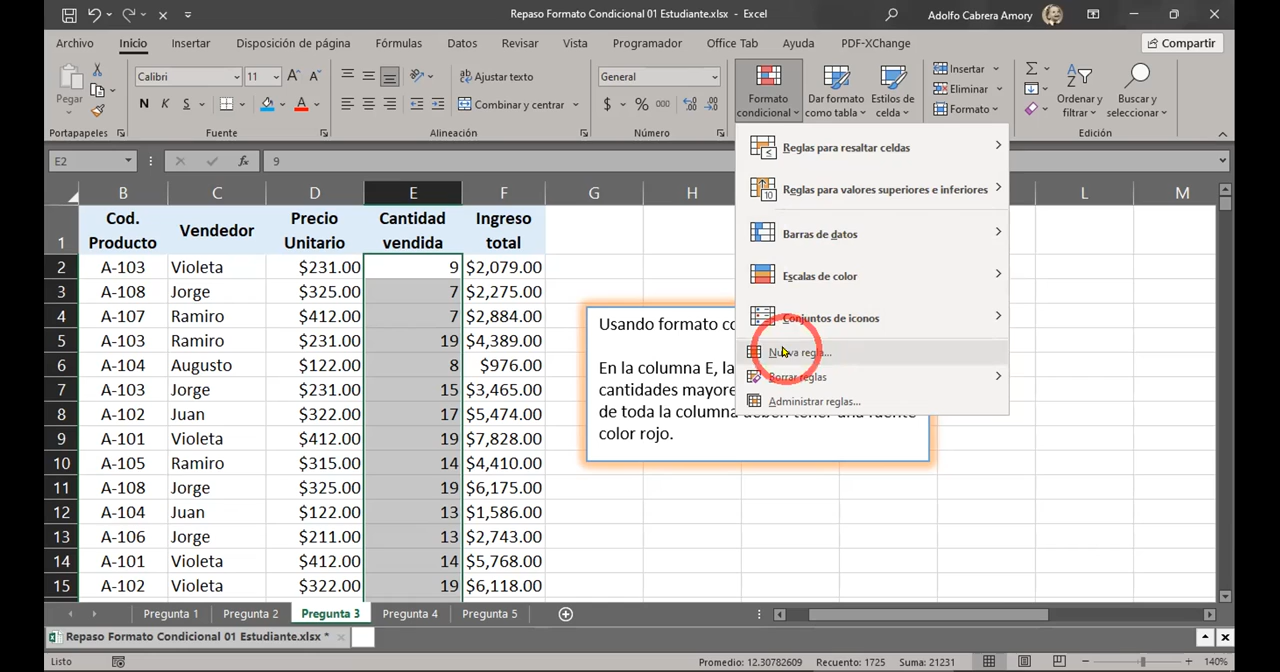 Repaso Formato Condicional 01 Estudiante.xlsx - Excel
Adolfo Cabrera Amory
Archivo Inicio Insertar Disposición de página Fórmulas Datos Revisar Vista Programador Office Tab Ayuda PDF-XChange
Compartir
Pegar
Calibri 11
N K S
Ajustar texto
Combinar y centrar
General
$ % 000
Formato condicional
Dar formato como tabla
Estilos de celda
Insertar
Eliminar
Formato
Ordenar y filtrar
Buscar y seleccionar
Portapapeles Fuente Alineación Número Edición
E2 fx 9
Reglas para resaltar celdas
Reglas para valores superiores e inferiores
Barras de datos
Escalas de color
Conjuntos de iconos
Nueva regla...
Borrar reglas
Administrar reglas...
B C D E F G H L M
1 Cod. Producto Vendedor Precio Unitario Cantidad vendida Ingreso total
2 A-103 Violeta $231.00 9 $2,079.00
3 A-108 Jorge $325.00 7 $2,275.00
4 A-107 Ramiro $412.00 7 $2,884.00
5 A-103 Ramiro $231.00 19 $4,389.00
6 A-104 Augusto $122.00 8 $976.00
7 A-103 Jorge $231.00 15 $3,465.00
8 A-102 Juan $322.00 17 $5,474.00
9 A-101 Violeta $412.00 19 $7,828.00
10 A-105 Ramiro $315.00 14 $4,410.00
11 A-108 Jorge $325.00 19 $6,175.00
12 A-104 Juan $122.00 13 $1,586.00
13 A-106 Jorge $211.00 13 $2,743.00
14 A-101 Violeta $412.00 14 $5,768.00
15 A-102 Violeta $322.00 19 $6,118.00
Usando formato
En la columna E,
cantidades mayore
de toda la columna deben tener una fuente
color rojo.
Pregunta 1 Pregunta 2 Pregunta 3 Pregunta 4 Pregunta 5
Repaso Formato Condicional 01 Estudiante.xlsx *
Listo
Promedio: 12.30782609 Recuento: 1725 Suma: 21231
140%